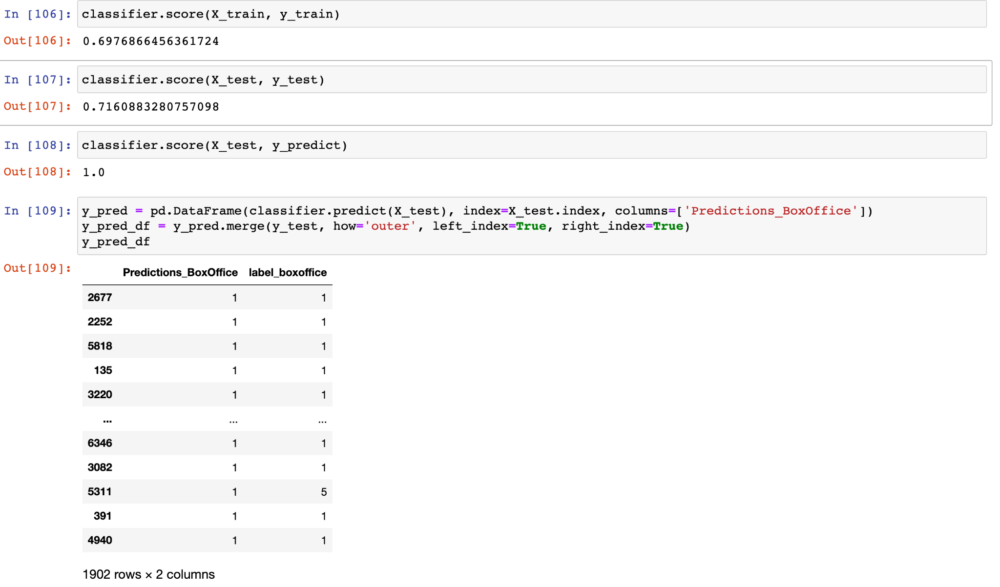 In [106]: classifier.score(X_train, y_train)
Out[106]: 0.6976866456361724
In [107]: classifier.score(X_test, y_test)
Out[107]: 0.7160883280757098
In [108]: classifier.score(X_test, y_predict)
Out[108]: 1.0
In [109]: y_pred = pd.DataFrame(classifier.predict(X_test), index=X_test.index, columns=['Predictions_BoxOffice'])
y_pred_df = y_pred.merge(y_test, how='outer', left_index=True, right_index=True)
y_pred_df
Out[109]:
Predictions_BoxOffice label_boxoffice
2677 1 1
2252 1 1
5818 1 1
135 1 1
3220 1 1
... ... ...
6346 1 1
3082 1 1
5311 1 5
391 1 1
4940 1 1
1902 rows × 2 columns